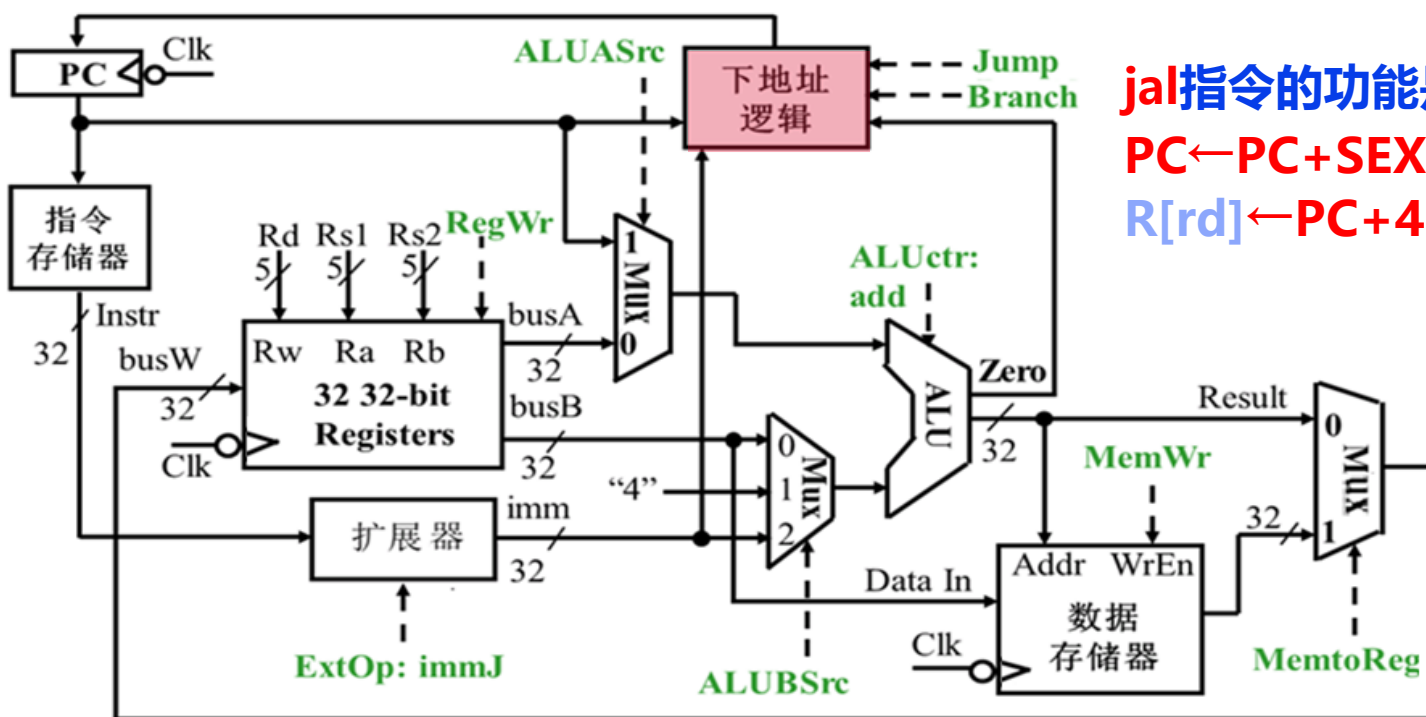 PC
Clk
ALUASrc
下地址
逻辑
Jump
Branch
jal指令的功能是
PC←PC+SEX
R[rd]←PC+4
指令
存储器
Rd
Rs1
Rs2
RegWr
5
5
5
1
Mux
0
ALUctr:
add
Instr
32
busW
32
Rw Ra Rb
32 32-bit
Registers
busA
32
busB
32
Clk
Zero
ALU
32
Result
0
Mux
1
MemWr
"4"
0
1
2
Mux
imm
32
扩展器
ExtOp: immJ
ALUBSrc
Data In
Addr WrEn
数据
存储器
Clk
32
MemtoReg